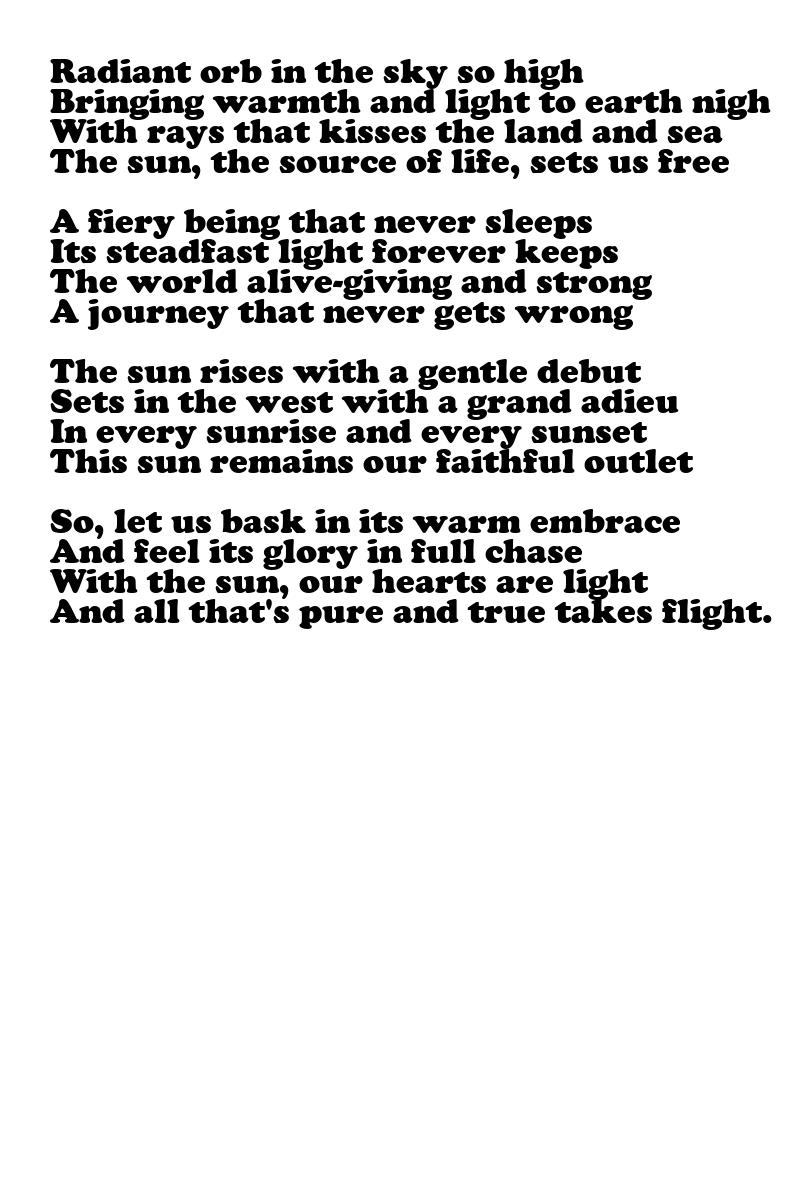 Radiant orb in the sky so high
Bringing warmth and light to earth nigh
With rays that kisses the land and sea
The sun, the source of life, sets us free

A fiery being that never sleeps
Its steadfast light forever keeps
The world alive-giving and strong
A journey that never gets wrong

The sun rises with a gentle debut
Sets in the west with a grand adieu
In every sunrise and every sunset
This sun remains our faithful outlet

So, let us bask in its warm embrace
And feel its glory in full chase
With the sun, our hearts are light
And all that's pure and true takes flight.